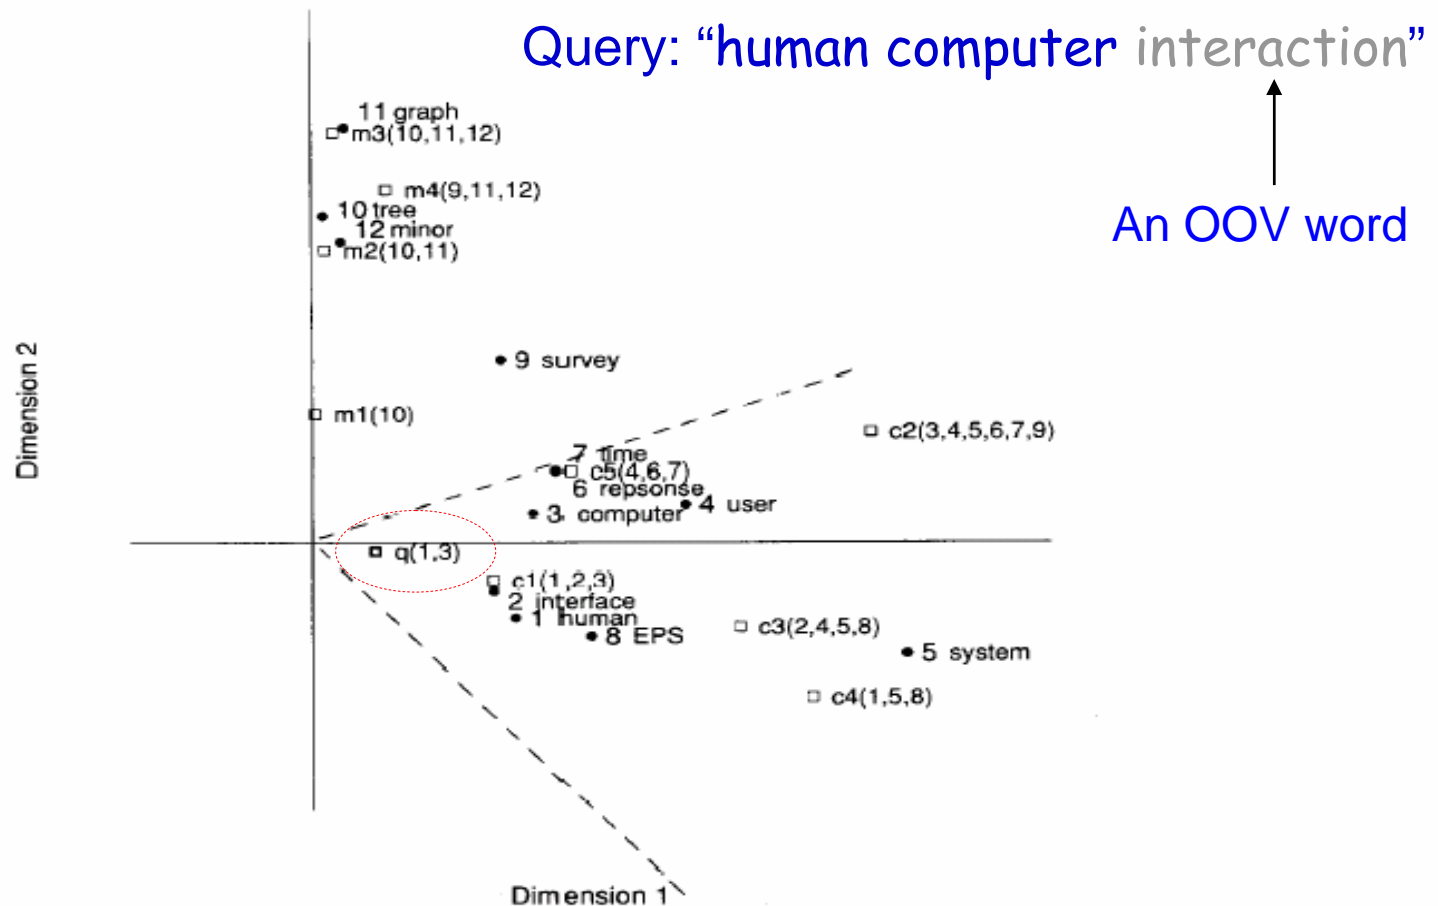 Query: “human computer interaction”
An OOV word
11 graph
m3(10,11,12)
m4(9,11,12)
10 tree
12 minor
m2(10,11)
9 survey
m1(10)
c2(3,4,5,6,7,9)
7 time
c5(4,6,7)
6 repsonse
4 user
3 computer
q(1,3)
c1(1,2,3)
2 interface
1 human
8 EPS
c3(2,4,5,8)
5 system
c4(1,5,8)
Dimension 2
Dimension 1